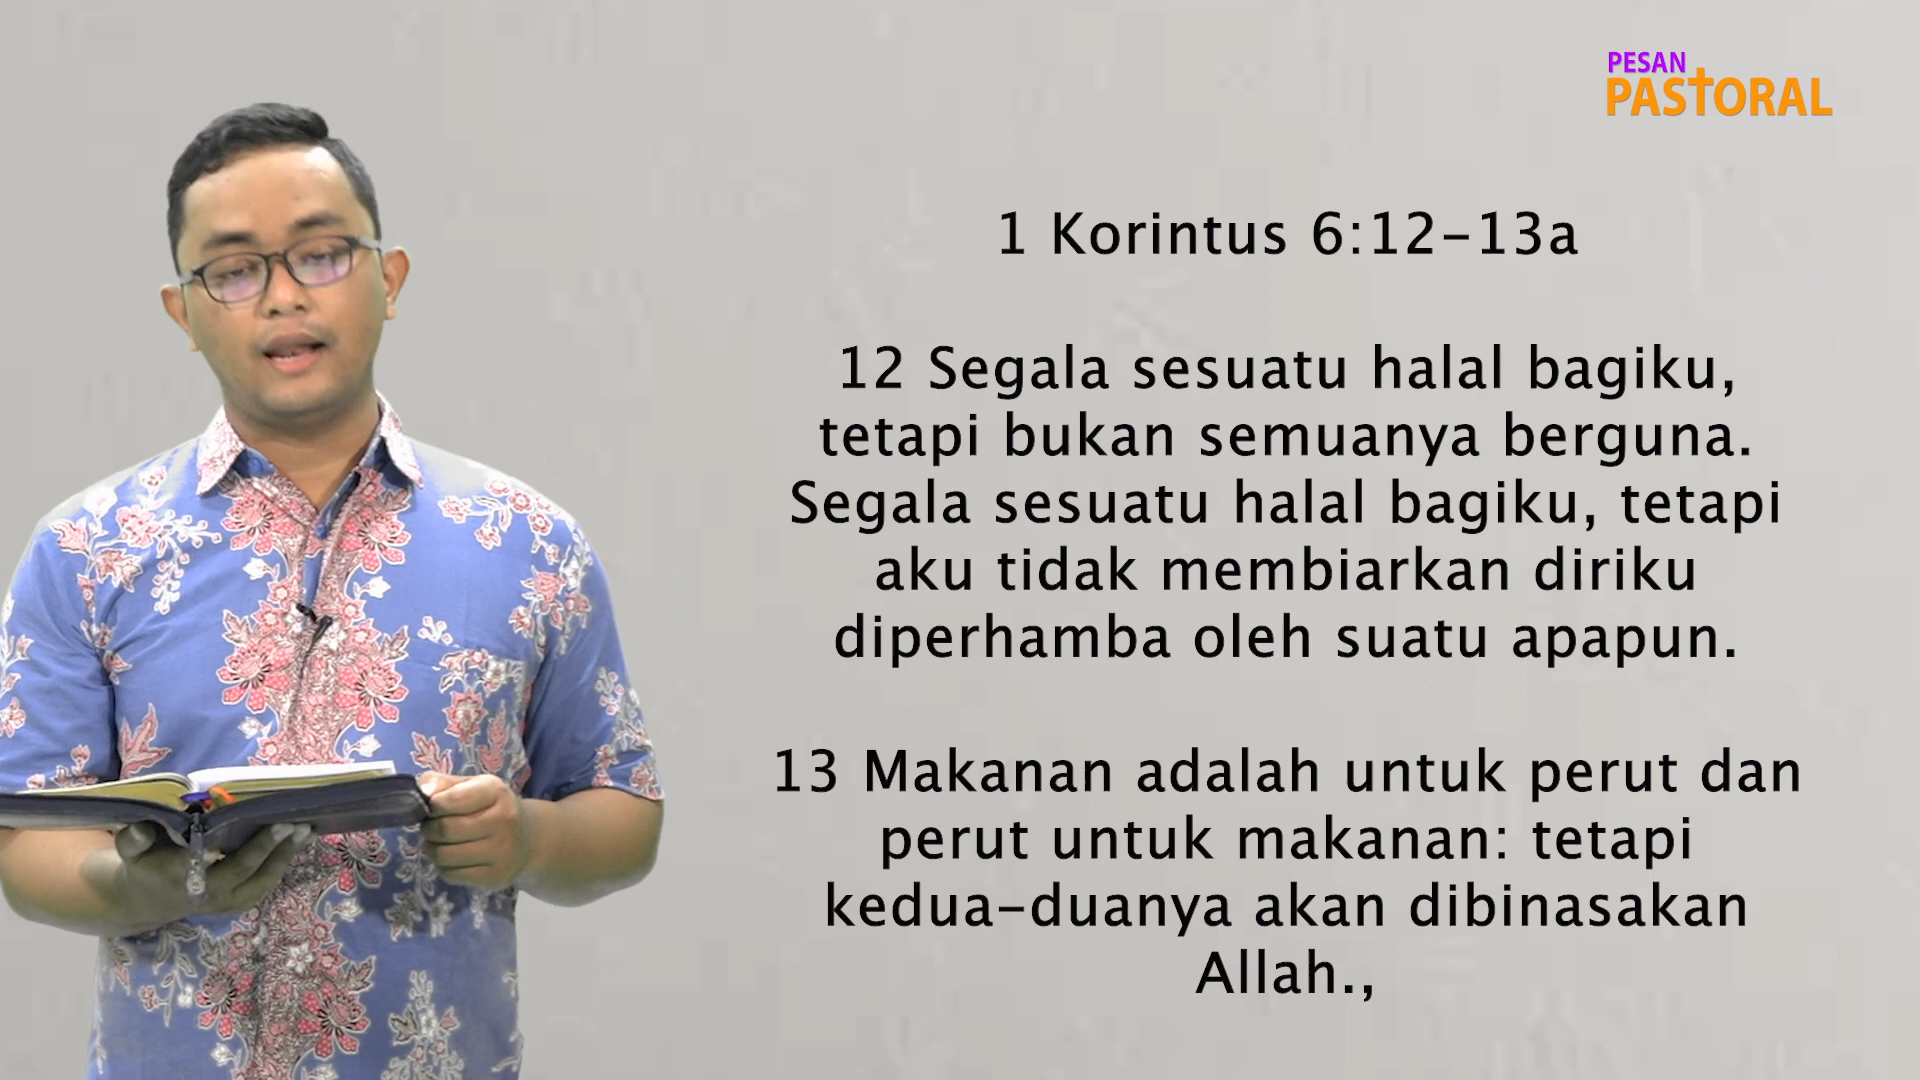 PESAN
PASTORAL
1 Korintus 6:12-13a
12 Segala sesuatu halal bagiku,
tetapi bukan semuanya berguna.
Segala sesuatu halal bagiku, tetapi
aku tidak membiarkan diriku
diperhamba oleh suatu apapun.
13 Makanan adalah untuk perut dan
perut untuk makanan: tetapi
kedua-duanya akan dibinasakan
Allah.,